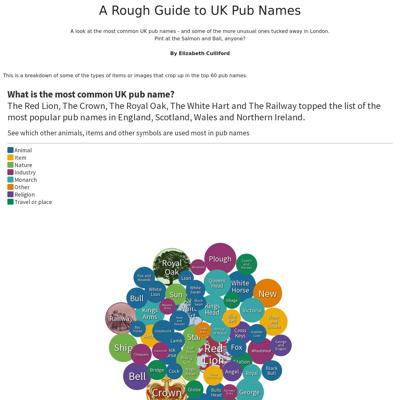 A Rough Guide to UK Pub Names
A look at the most common UK pub names - and some of the more unusual ones tucked away in London.
Pint at the Salmon and Ball, anyone?
By Elizabeth Culliford
This is a breakdown of some of the types of items or images that crop up in the top 60 pub names.
What is the most common UK pub name?
The Red Lion, The Crown, The Royal Oak, The White Hart and The Railway topped the list of the
most popular pub names in England, Scotland, Wales and Northern Ireland.
See which other animals, items and other symbols are used most in pub names
Animal
Item
Nature
Industry
Monarch
Other
Religion
Travel or place
Royal
Oak
Plough
Lion
Queens
Head
White
Horse
New
White
Lion
Bull
Sun
Kings
Arms
Kings
Head
Village
Victoria
Railway
Cross
Keys
Ship
Lamb
Star
Red
Lion
Fox
Station
Wheatsheaf
George
and
Dragon
Bridge
Cock
Bell
Angel
Royal
Black
Bull
Crown
Globe
Bulls
Head
George